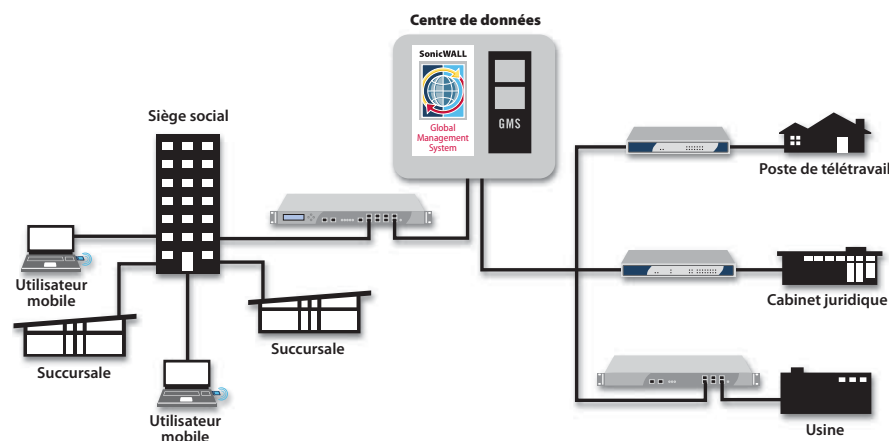 Centre de données
SonicWALL
Global
Management
System
GMS
Siège social
Utilisateur
mobile
Succursale
Succursale
Utilisateur
mobile
Poste de télétravail
Cabinet juridique
Usine